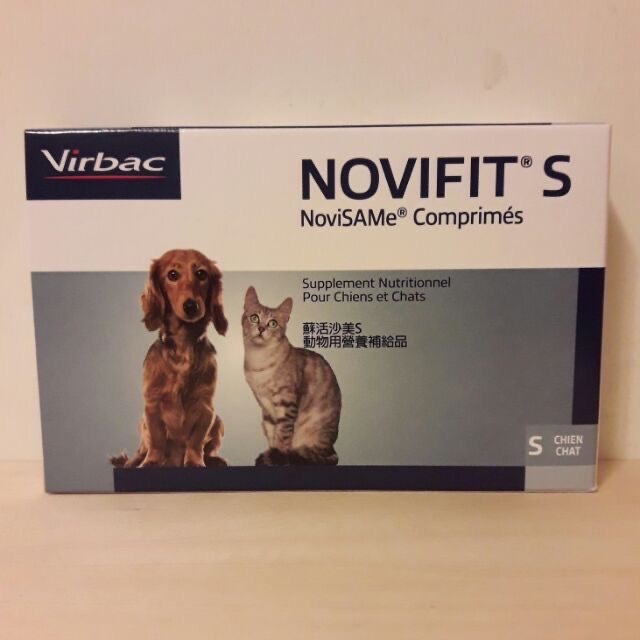 Virbac
NOVIFIT® S
NoviSAMe® Comprimés
Supplement Nutritionnel
Pour Chiens et Chats
蘇活沙美S
動物用營養補給品
S CHIEN
CHAT